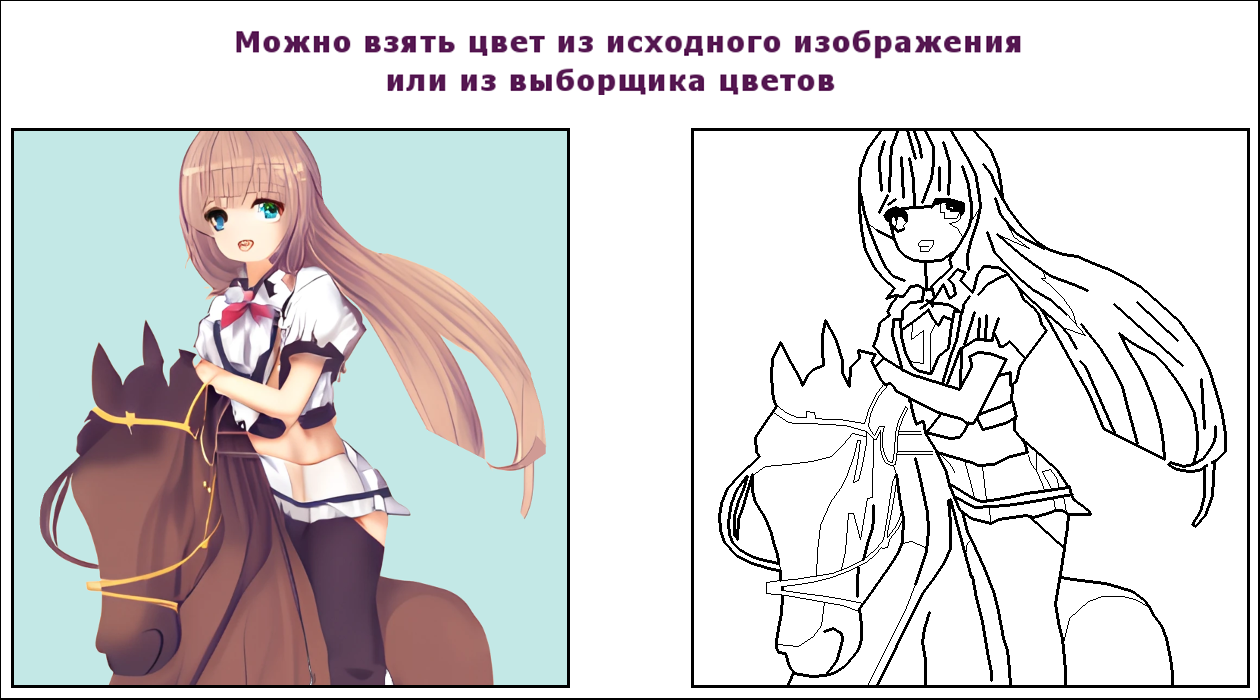 Можно взять цвет из исходного изображения
или из выборщика цветов